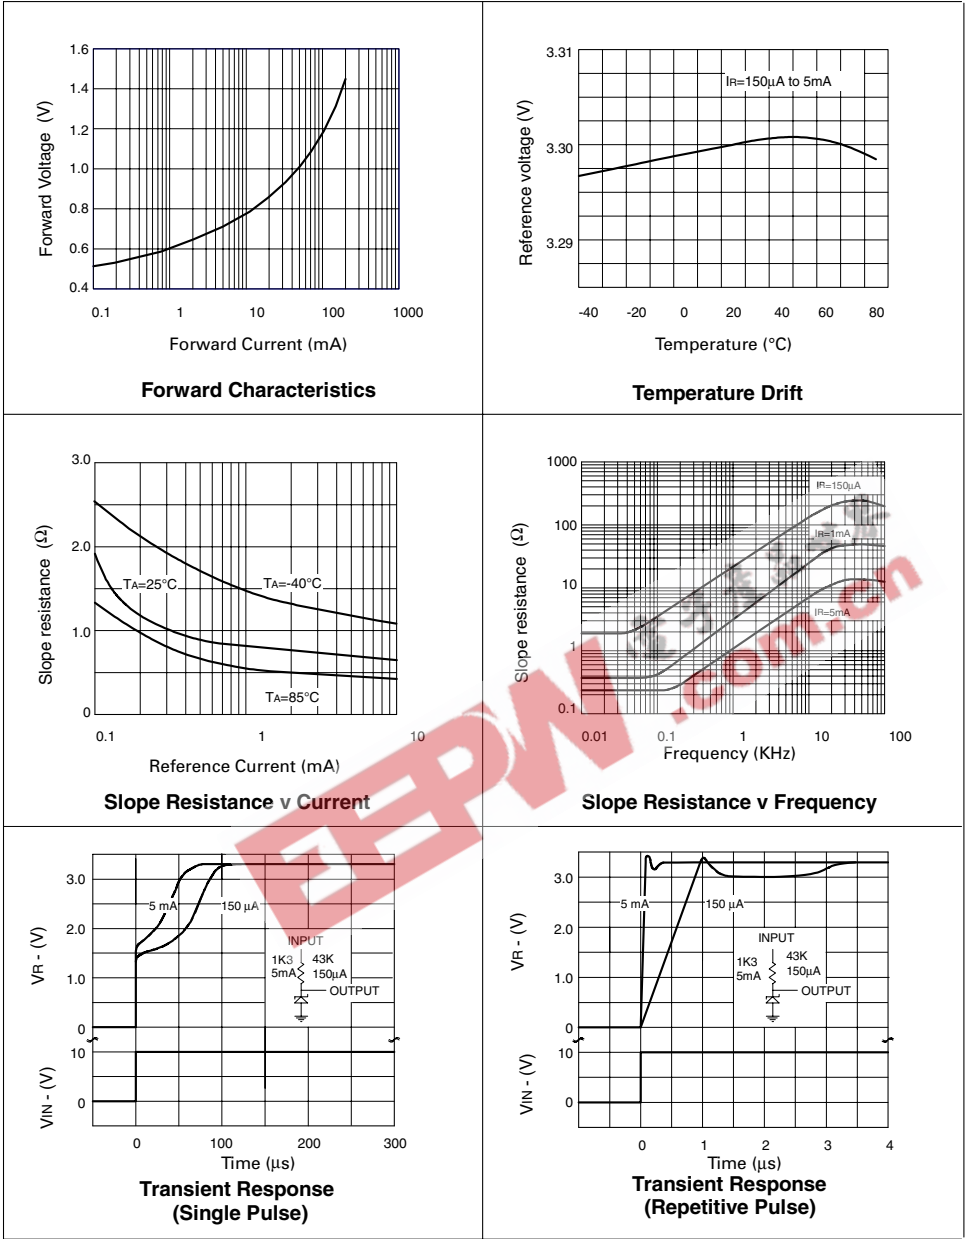 1.6
1.4
1.2
1.0
0.8
0.6
0.4
Forward Voltage (V)
0.1 1 10 100 1000
Forward Current (mA)
Forward Characteristics
3.31
3.30
3.29
Reference voltage (V)
IR=150µA to 5mA
-40 -20 0 20 40 60 80
Temperature (°C)
Temperature Drift
3.0
2.0
1.0
0
Slope resistance (Ω)
TA=25°C
TA=-40°C
TA=85°C
0.1 1 10
Reference Current (mA)
Slope Resistance v Current
1000
100
10
1
0.1
Slope resistance (Ω)
IR=150µA
IR=1mA
IR=5mA
0.01 0.1 1 10 100
Frequency (KHz)
Slope Resistance v Frequency
EEPW .com.cn
3.0
2.0
1.0
0
VR - (V)
5 mA
150 µA
INPUT
1K3 43K
5mA 150µA
OUTPUT
10
0
VIN - (V)
0 100 200 300
Time (µs)
Transient Response
(Single Pulse)
3.0
2.0
1.0
0
VR - (V)
5 mA
150 µA
INPUT
1K3 43K
5mA 150µA
OUTPUT
10
0
VIN - (V)
0 1 2 3 4
Time (µs)
Transient Response
(Repetitive Pulse)